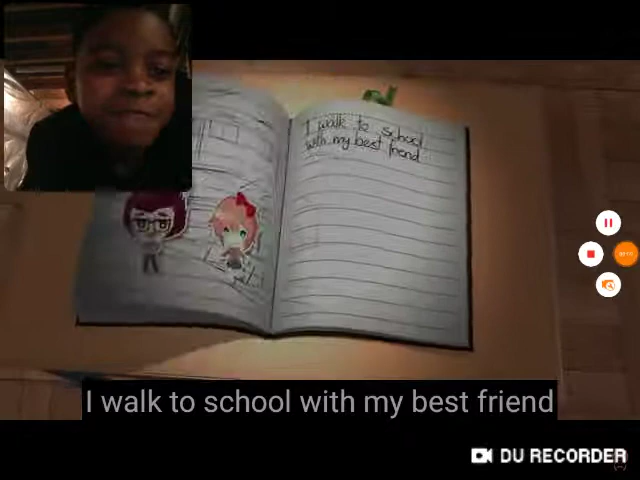 I walk to school
with my best friend
I walk to school with my best friend
DU RECORDER